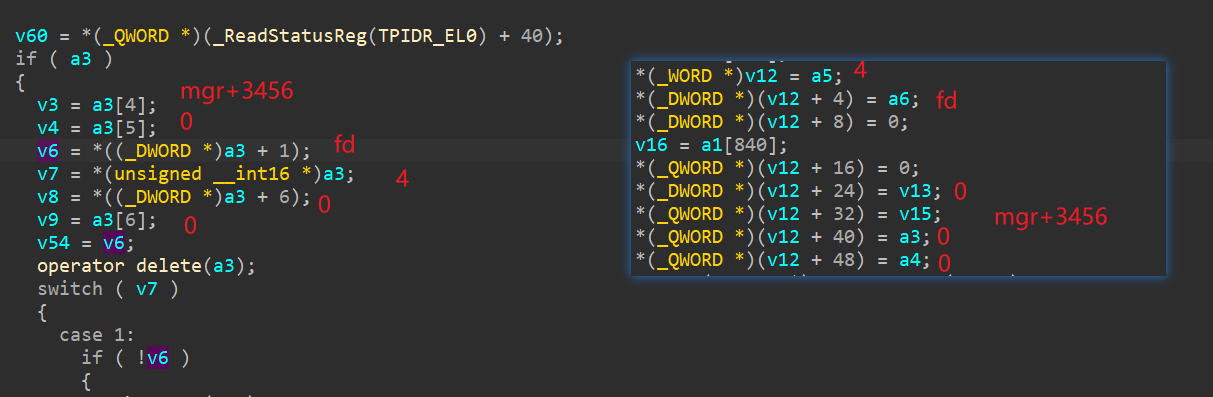 v60 = *(_QWORD *)(_ReadStatusReg(TPIDR_EL0) + 40);
if ( a3 )
{
v3 = a3[4]; mgr+3456
v4 = a3[5]; 0
v6 = *((_DWORD *)a3 + 1); fd
v7 = *(unsigned __int16 *)a3; 4
v8 = *((_DWORD *)a3 + 6); 0
v9 = a3[6]; 0
v54 = v6;
operator delete(a3);
switch ( v7 )
{
case 1:
if ( !v6 )
{
*(_WORD *)v12 = a5; 4
*(_DWORD *)(v12 + 4) = a6; fd
*(_DWORD *)(v12 + 8) = 0;
v16 = a1[840];
*(_QWORD *)(v12 + 16) = 0;
*(_DWORD *)(v12 + 24) = v13; 0
*(_QWORD *)(v12 + 32) = v15; mgr+3456
*(_QWORD *)(v12 + 40) = a3; 0
*(_QWORD *)(v12 + 48) = a4; 0